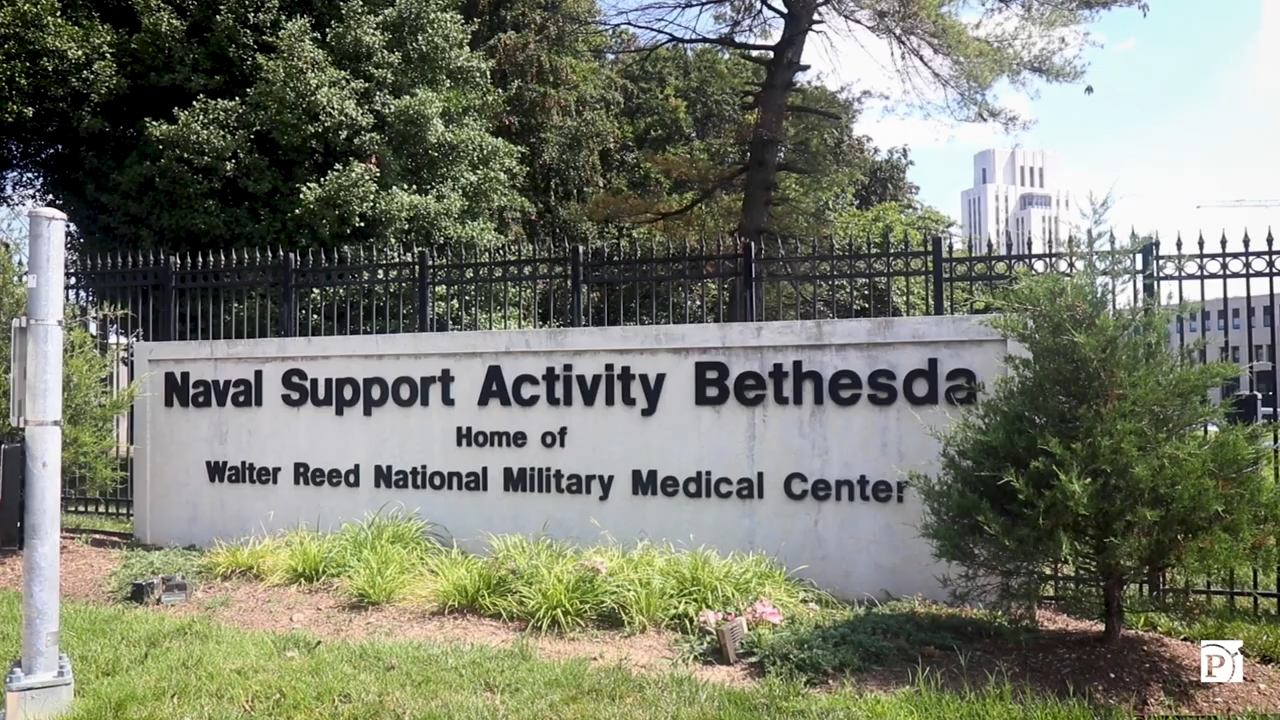 Naval Support Activity Bethesda
Home of
Walter Reed National Military Medical Center
P